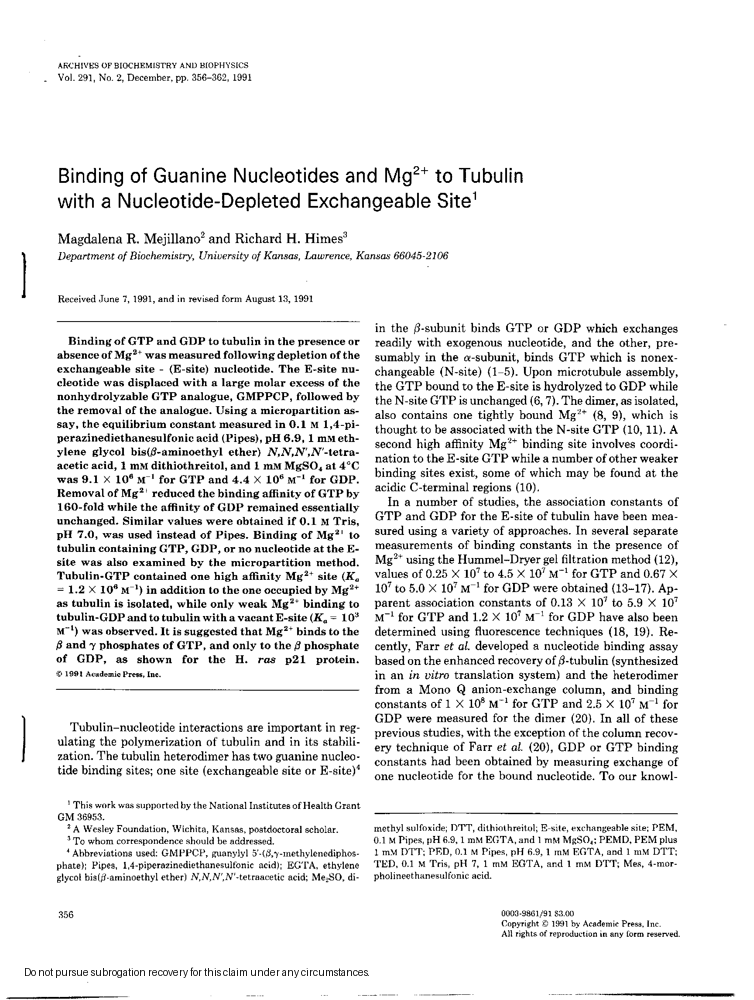 ARCHIVES OF BIOCHEMISTRY AND BIOPHYSICS
Vol. 291, No. 2, December, pp. 356–362, 1991
Binding of Guanine Nucleotides and Mg²⁺ to Tubulin
with a Nucleotide-Depleted Exchangeable Site¹
Magdalena R. Mejillano² and Richard H. Himes³
Department of Biochemistry, University of Kansas, Lawrence, Kansas 66045-2106
Received June 7, 1991, and in revised form August 13, 1991
Binding of GTP and GDP to tubulin in the presence or
absence of Mg²⁺ was measured following depletion of the
exchangeable site - (E-site) nucleotide. The E-site nu-
cleotide was displaced with a large molar excess of the
nonhydrolyzable GTP analogue, GMPPCP, followed by
the removal of the analogue. Using a micropartition as-
say, the equilibrium constant measured in 0.1 M 1,4-pi-
perazinediethanesulfonic acid (Pipes), pH 6.9, 1 mM eth-
ylene glycol bis(β-aminoethyl ether) N,N,N′,N′-tetra-
acetic acid, 1 mM dithiothreitol, and 1 mM MgSO₄ at 4°C
was 9.1 × 10⁶ M⁻¹ for GTP and 4.4 × 10⁶ M⁻¹ for GDP.
Removal of Mg²⁺ reduced the binding affinity of GTP by
160-fold while the affinity of GDP remained essentially
unchanged. Similar values were obtained if 0.1 M Tris,
pH 7.0, was used instead of Pipes. Binding of Mg²⁺ to
tubulin containing GTP, GDP, or no nucleotide at the E-
site was also examined by the micropartition method.
Tubulin-GTP contained one high affinity Mg²⁺ site (Kₐ
= 1.2 × 10⁶ M⁻¹) in addition to the one occupied by Mg²⁺
as tubulin is isolated, while only weak Mg²⁺ binding to
tubulin-GDP and to tubulin with a vacant E-site (Kₐ = 10³
M⁻¹) was observed. It is suggested that Mg²⁺ binds to the
β and γ phosphates of GTP, and only to the β phosphate
of GDP, as shown for the H. ras p21 protein.
© 1991 Academic Press, Inc.
Tubulin–nucleotide interactions are important in reg-
ulating the polymerization of tubulin and in its stabili-
zation. The tubulin heterodimer has two guanine nucleo-
tide binding sites; one site (exchangeable site or E-site)⁴
in the β-subunit binds GTP or GDP which exchanges
readily with exogenous nucleotide, and the other, pre-
sumably in the α-subunit, binds GTP which is nonex-
changeable (N-site) (1–5). Upon microtubule assembly,
the GTP bound to the E-site is hydrolyzed to GDP while
the N-site GTP is unchanged (6, 7). The dimer, as isolated,
also contains one tightly bound Mg²⁺ (8, 9), which is
thought to be associated with the N-site GTP (10, 11). A
second high affinity Mg²⁺ binding site involves coordi-
nation to the E-site GTP while a number of other weaker
binding sites exist, some of which may be found at the
acidic C-terminal regions (10).
In a number of studies, the association constants of
GTP and GDP for the E-site of tubulin have been mea-
sured using a variety of approaches. In several separate
measurements of binding constants in the presence of
Mg²⁺ using the Hummel–Dryer gel filtration method (12),
values of 0.25 × 10⁷ to 4.5 × 10⁷ M⁻¹ for GTP and 0.67 ×
10⁷ to 5.0 × 10⁷ M⁻¹ for GDP were obtained (13–17). Ap-
parent association constants of 0.13 × 10⁷ to 5.9 × 10⁷
M⁻¹ for GTP and 1.2 × 10⁷ M⁻¹ for GDP have also been
determined using fluorescence techniques (18, 19). Re-
cently, Farr et al. developed a nucleotide binding assay
based on the enhanced recovery of β-tubulin (synthesized
in an in vitro translation system) and the heterodimer
from a Mono Q anion-exchange column, and binding
constants of 1 × 10⁸ M⁻¹ for GTP and 2.5 × 10⁷ M⁻¹ for
GDP were measured for the dimer (20). In all of these
previous studies, with the exception of the column recov-
ery technique of Farr et al. (20), GDP or GTP binding
constants had been obtained by measuring exchange of
one nucleotide for the bound nucleotide. To our knowl-
¹ This work was supported by the National Institutes of Health Grant
GM 36953.
² A Wesley Foundation, Wichita, Kansas, postdoctoral scholar.
³ To whom correspondence should be addressed.
⁴ Abbreviations used: GMPPCP, guanylyl 5′-(β,γ-methylenediphos-
phate); Pipes, 1,4-piperazinediethanesulfonic acid); EGTA, ethylene
glycol bis(β-aminoethyl ether) N,N,N′,N′-tetraacetic acid; Me₂SO, di-
methyl sulfoxide; DTT, dithiothreitol; E-site, exchangeable site; PEM,
0.1 M Pipes, pH 6.9, 1 mM EGTA, and 1 mM MgSO₄; PEMD, PEM plus
1 mM DTT; PED, 0.1 M Pipes, pH 6.9, 1 mM EGTA, and 1 mM DTT;
TED, 0.1 M Tris, pH 7, 1 mM EGTA, and 1 mM DTT; Mes, 4-mor-
pholineethanesulfonic acid.
356
0003-9861/91 $3.00
Copyright © 1991 by Academic Press, Inc.
All rights of reproduction in any form reserved.
Do not pursue subrogation recovery for this claim under any circumstances.